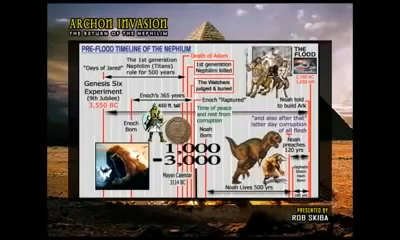 ARCHON INVASION
THE RETURN OF THE NEPHILIM
PRE-FLOOD TIMELINE OF THE NEPHILIM
Death of Adam
THE
FLOOD
"Days of Jared"
The 1st generation
Nephilim (Titans)
rule for 500 years
1st generation
Nephilim killed
Genesis Six
Experiment
(9th Jubilee)
3,550 BC
The Watchers
judged & buried
Enoch's 365 years
450 ft. tall
Enoch "Raptured"
Noah told
to build Ark
Enoch
Born
Time of peace
and rest from
corruption
Noah
Born
"and also after that"
latter day corruption
of all flesh
Noah
preaches
120 yrs
1,000
-3,000
Mayan Calendar
3114 BC
Noah Lives 500 yrs
PRESENTED BY
ROB SKIBA